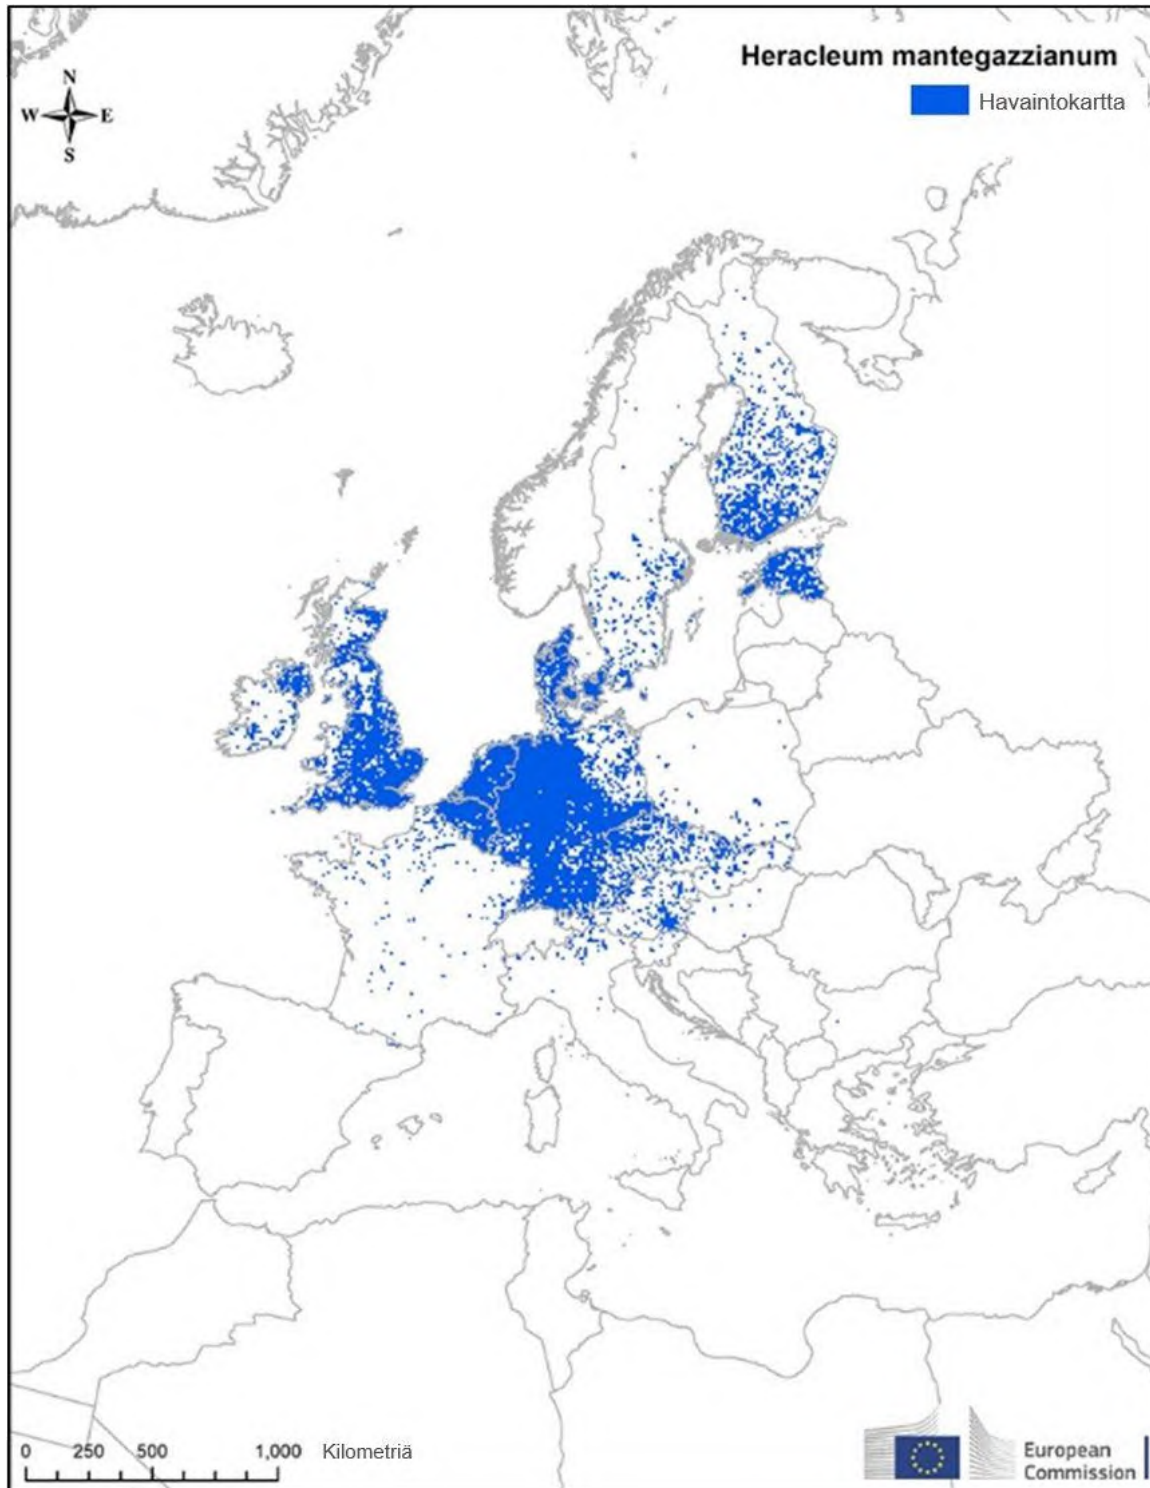 Heracleum mantegazzianum
Havaintokartta
N
W E
S
0 250 500 1,000 Kilometriä
European
Commission